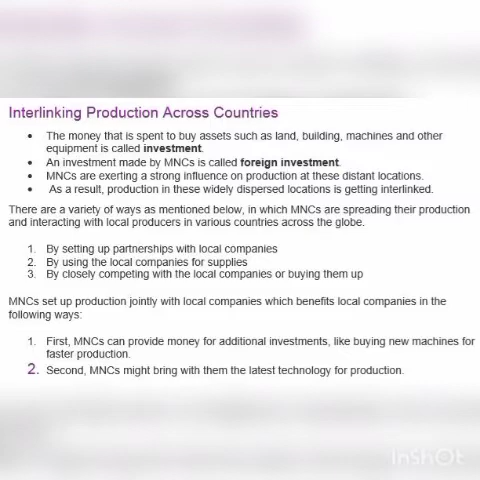 Interlinking Production Across Countries
• The money that is spent to buy assets such as land, building, machines and other
equipment is called investment.
• An investment made by MNCs is called foreign investment.
• MNCs are exerting a strong influence on production at these distant locations.
• As a result, production in these widely dispersed locations is getting interlinked.
There are a variety of ways as mentioned below, in which MNCs are spreading their production
and interacting with local producers in various countries across the globe.
1. By setting up partnerships with local companies
2. By using the local companies for supplies
3. By closely competing with the local companies or buying them up
MNCs set up production jointly with local companies which benefits local companies in the
following ways:
1. First, MNCs can provide money for additional investments, like buying new machines for
faster production.
2. Second, MNCs might bring with them the latest technology for production.
InShOt